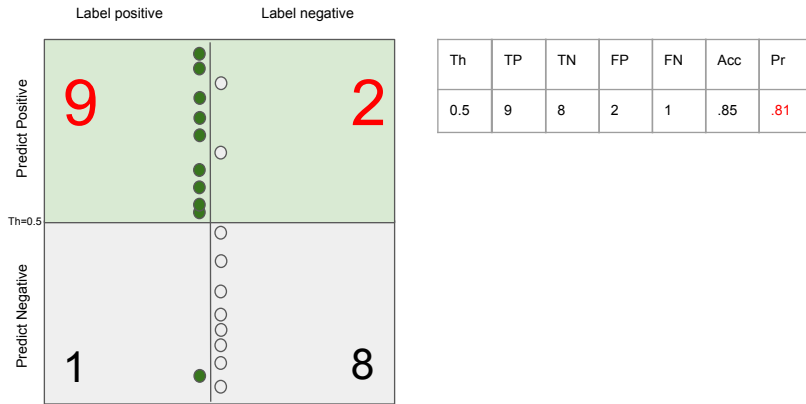 Label positive
Label negative
Predict Positive
9
2
Th=0.5
Predict Negative
1
8
Th TP TN FP FN Acc Pr
0.5 9 8 2 1 .85 .81